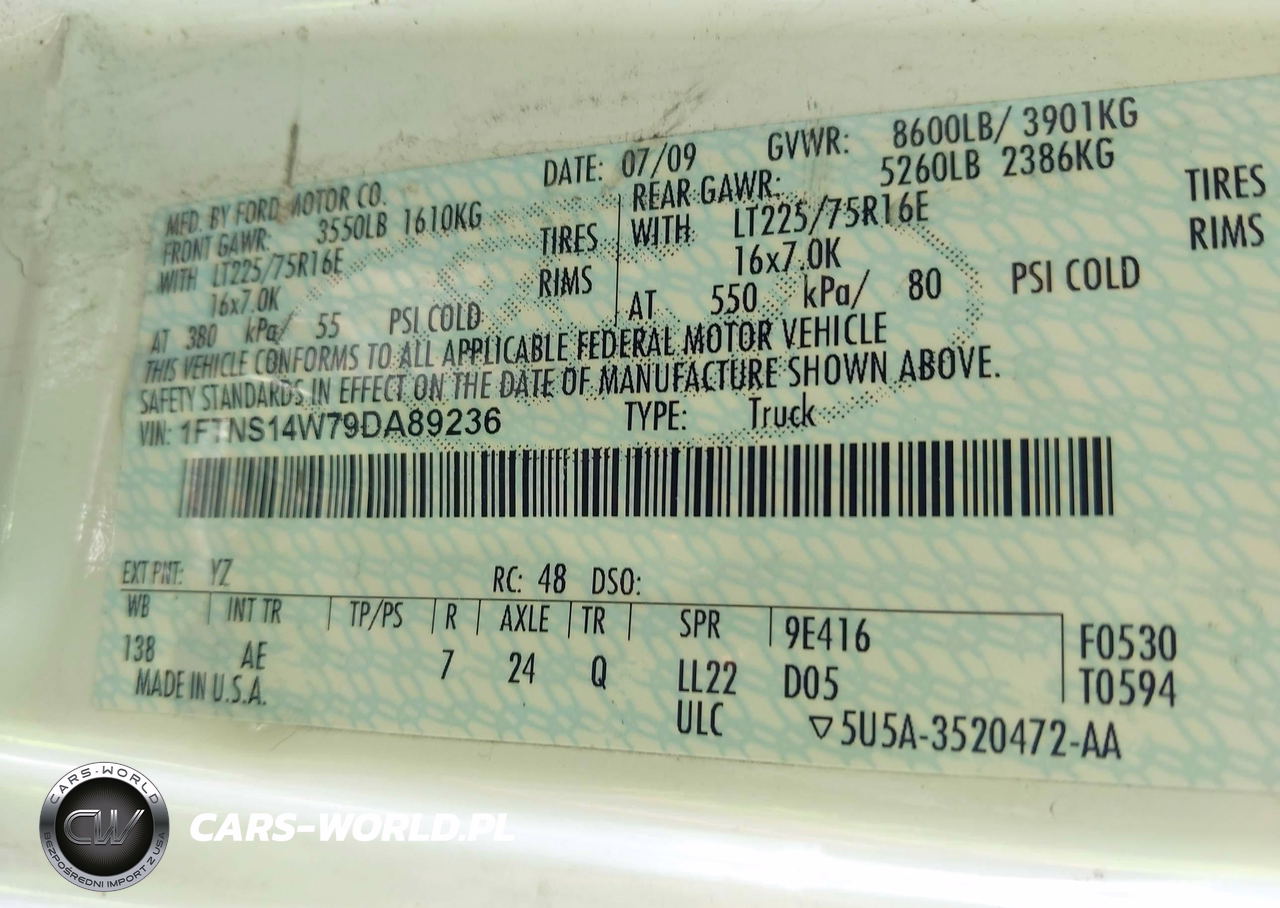 DATE: 07/09 GVWR: 8600LB/ 3901KG
MFD. BY FORD MOTOR CO.
FRONT GAWR: 3550LB 1610KG
WITH LT225/75R16E TIRES
16x7.0K RIMS
AT 380 kPa/ 55 PSI COLD
REAR GAWR: 5260LB 2386KG
WITH LT225/75R16E TIRES
16x7.0K RIMS
AT 550 kPa/ 80 PSI COLD
THIS VEHICLE CONFORMS TO ALL APPLICABLE FEDERAL MOTOR VEHICLE
SAFETY STANDARDS IN EFFECT ON THE DATE OF MANUFACTURE SHOWN ABOVE.
VIN: 1FTNS14W79DA89236 TYPE: Truck
EXT PNT: YZ RC: 48 DSO:
WB INT TR TP/PS R AXLE TR SPR 9E416 F0530
138 AE 7 24 Q LL22 D05 T0594
MADE IN U.S.A. ULC ▽5U5A-3520472-AA
CARS-WORLD
CW
BEZPOŚREDNI IMPORT Z USA
CARS-WORLD.PL